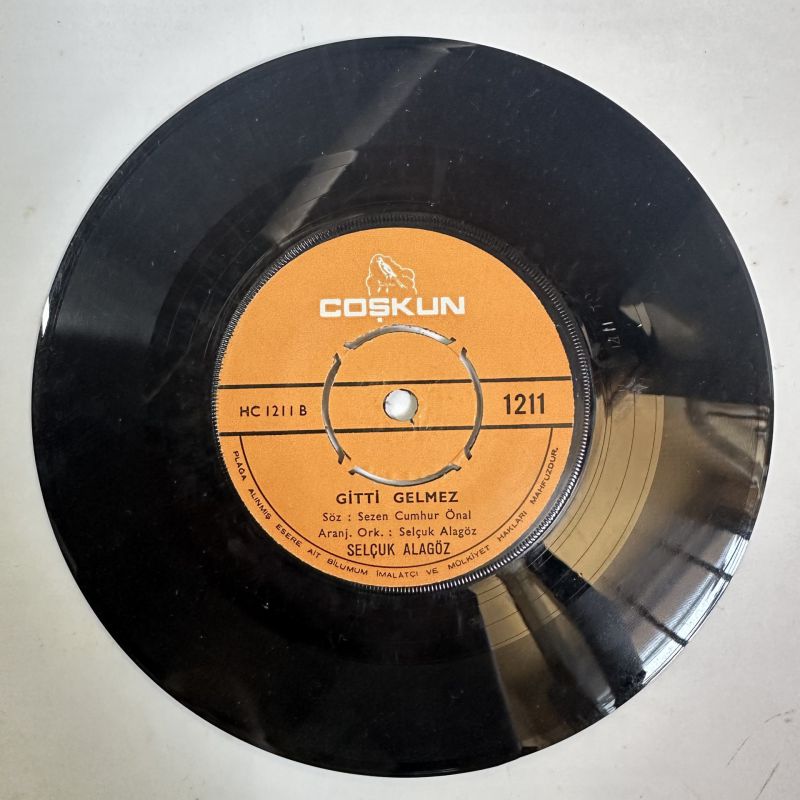 COŞKUN
HC 1211 B
1211
GİTTİ GELMEZ
Söz : Sezen Cumhur Önal
Aranj. Ork. : Selçuk Alagöz
SELÇUK ALAGÖZ
PLAĞA ALINMIŞ ESERE AİT BİLUMUM İMALATÇI VE MÜLKİYET HAKLARI MAHFUZDUR.